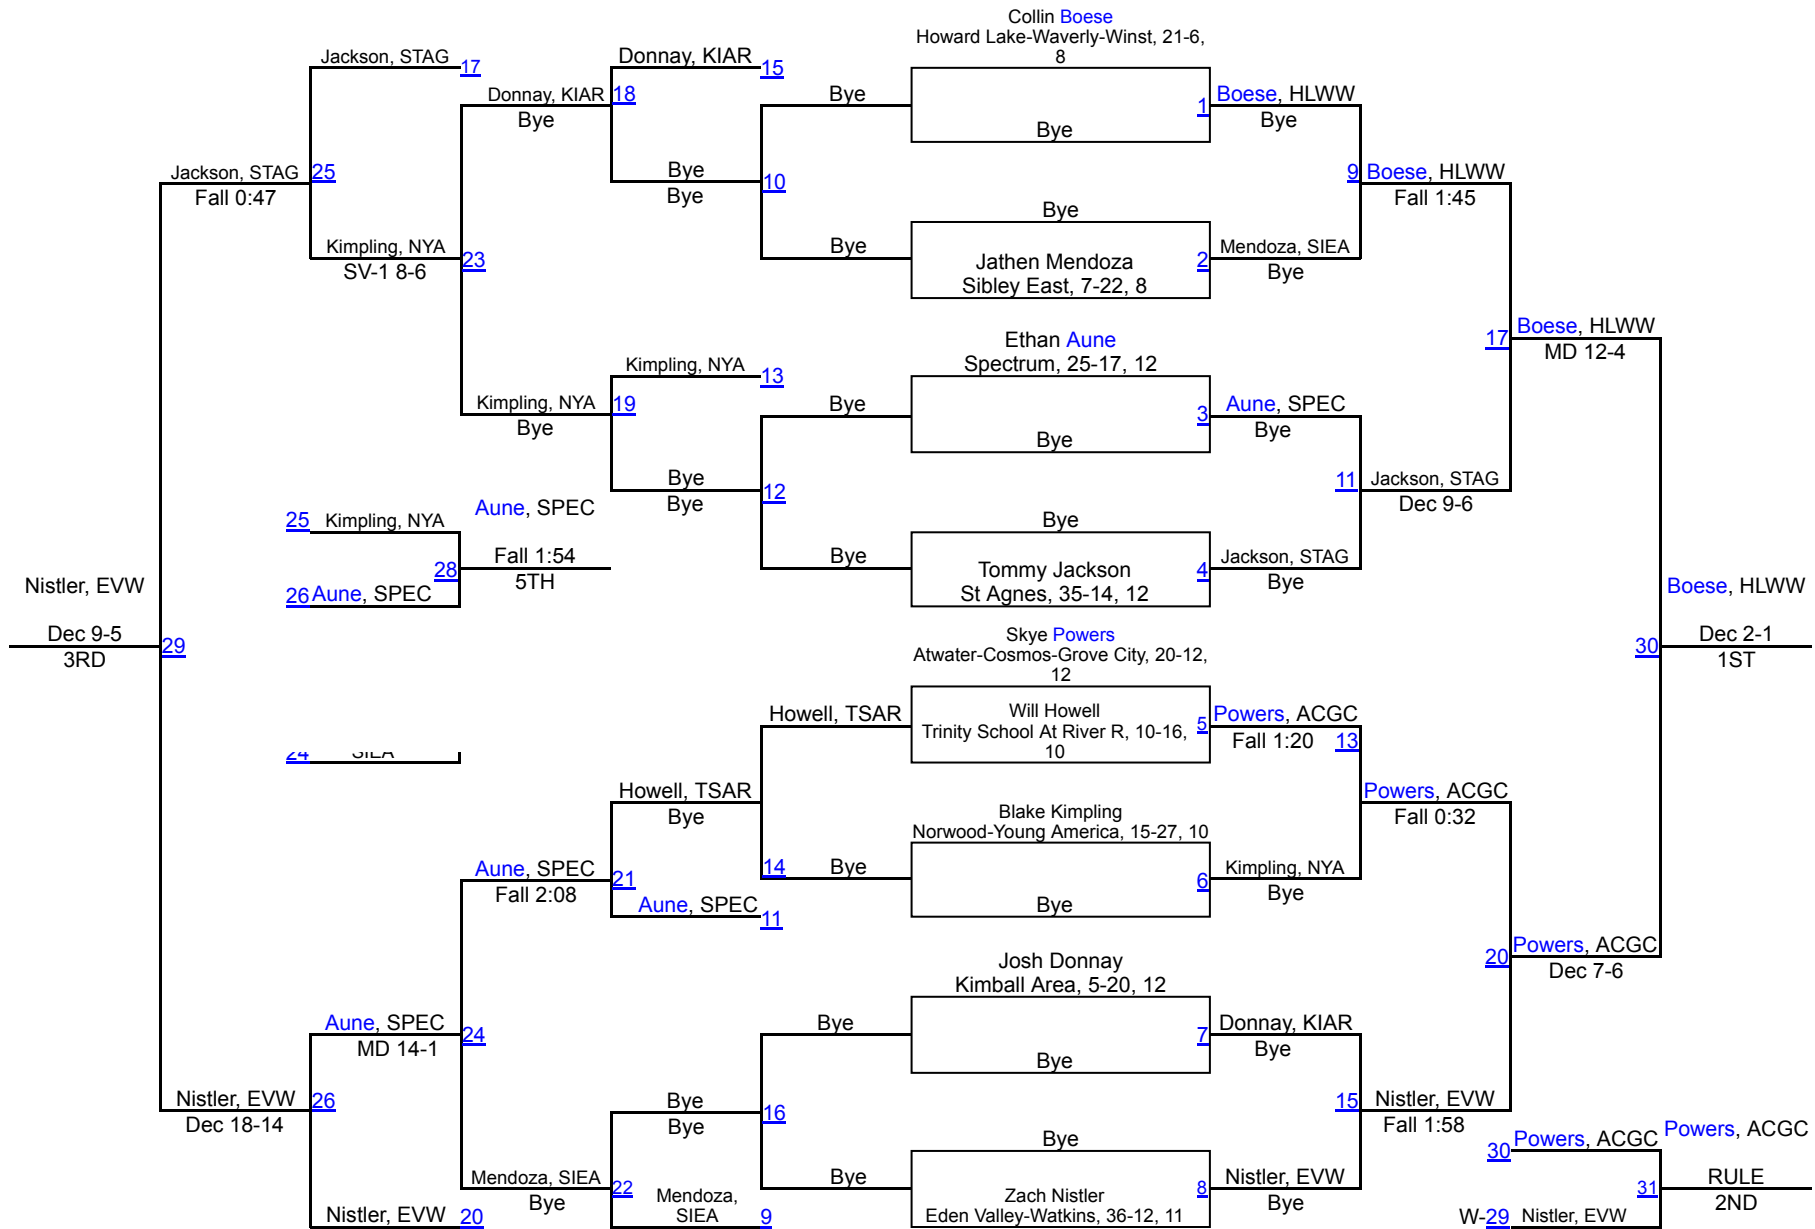 Collin Boese
Howard Lake-Waverly-Winst, 21-6,
8
Jackson, STAG 17
Donnay, KIAR 15
Donnay, KIAR 18
Bye
Bye
1 Boese, HLWW
Bye
Bye
Jackson, STAG 25
Fall 0:47
Bye
Bye
10
9 Boese, HLWW
Fall 1:45
Bye
Kimpling, NYA
SV-1 8-6
23
Bye
Jathen Mendoza
Sibley East, 7-22, 8
2 Mendoza, SIEA
Bye
Ethan Aune
Spectrum, 25-17, 12
17 Boese, HLWW
MD 12-4
Kimpling, NYA 13
Kimpling, NYA 19
Bye
Bye
3 Aune, SPEC
Bye
Bye
Bye
Bye
12
11 Jackson, STAG
Dec 9-6
25 Kimpling, NYA
Aune, SPEC
28
Fall 1:54
5TH
26 Aune, SPEC
Bye
Bye
Tommy Jackson
St Agnes, 35-14, 12
4 Jackson, STAG
Bye
Nistler, EVW
Dec 9-5
3RD
29
Boese, HLWW
30 Dec 2-1
1ST
Skye Powers
Atwater-Cosmos-Grove City, 20-12,
12
Howell, TSAR
Will Howell
Trinity School At River R, 10-16,
10
5 Powers, ACGC
Fall 1:20 13
24 SIEA
Howell, TSAR
Bye
Powers, ACGC
Fall 0:32
Blake Kimpling
Norwood-Young America, 15-27, 10
14 Bye
6 Kimpling, NYA
Bye
Bye
Aune, SPEC 21
Fall 2:08
Aune, SPEC 11
20 Powers, ACGC
Dec 7-6
Josh Donnay
Kimball Area, 5-20, 12
Aune, SPEC
MD 14-1
24
Bye
7 Donnay, KIAR
Bye
Bye
Nistler, EVW 26
Dec 18-14
Bye
Bye
16
15 Nistler, EVW
Fall 1:58
Bye
Mendoza, SIEA 22
Bye
Mendoza,
SIEA 9
Bye
Zach Nistler
Eden Valley-Watkins, 36-12, 11
8 Nistler, EVW
Bye
Nistler, EVW 20
30 Powers, ACGC
Powers, ACGC
31 RULE
2ND
W-29 Nistler, EVW